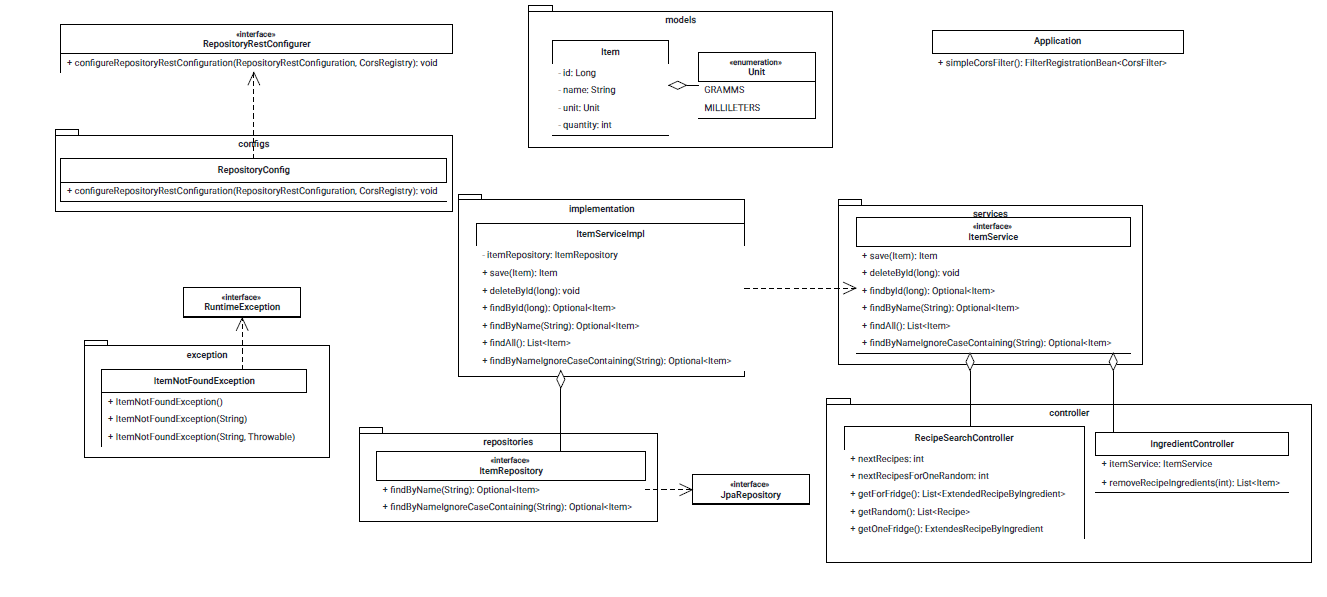 «interface»
RepositoryRestConfigurer
+ configureRepositoryRestConfiguration(RepositoryRestConfiguration, CorsRegistry): void
configs
RepositoryConfig
+ configureRepositoryRestConfiguration(RepositoryRestConfiguration, CorsRegistry): void
models
Item
- id: Long
- name: String
- unit: Unit
- quantity: int
«enumeration»
Unit
GRAMMS
MILLILETERS
Application
+ simpleCorsFilter(): FilterRegistrationBean<CorsFilter>
implementation
ItemServiceImpl
- itemRepository: ItemRepository
+ save(Item): Item
+ deleteById(long): void
+ findById(long): Optional<Item>
+ findByName(String): Optional<Item>
+ findAll(): List<Item>
+ findByNameIgnoreCaseContaining(String): Optional<Item>
services
«interface»
ItemService
+ save(Item): Item
+ deleteById(long): void
+ findbyId(long): Optional<Item>
+ findByName(String): Optional<Item>
+ findAll(): List<Item>
+ findByNameIgnoreCaseContaining(String): Optional<Item>
«interface»
RuntimeException
exception
ItemNotFoundException
+ ItemNotFoundException()
+ ItemNotFoundException(String)
+ ItemNotFoundException(String, Throwable)
repositories
«interface»
ItemRepository
+ findByName(String): Optional<Item>
+ findByNameIgnoreCaseContaining(String): Optional<Item>
«interface»
JpaRepository
controller
RecipeSearchController
+ nextRecipes: int
+ nextRecipesForOneRandom: int
+ getForFridge(): List<ExtendedRecipeByIngredient>
+ getRandom(): List<Recipe>
+ getOneFridge(): ExtendesRecipeByIngredient
IngredientController
+ itemService: ItemService
+ removeRecipeIngredients(int): List<Item>